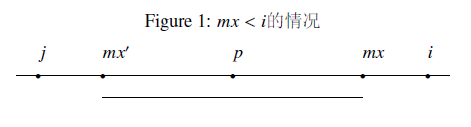 Figure 1: mx < i的情况
j mx′ p mx i